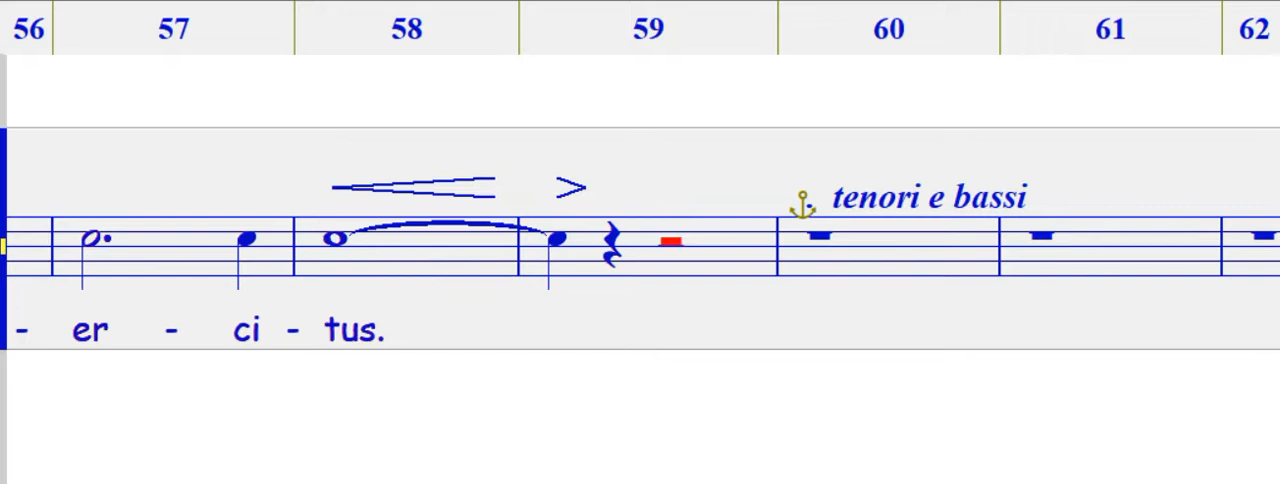 56 57 58 59 60 61 62
tenori e bassi
- er - ci - tus.